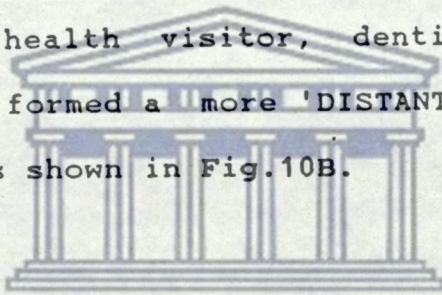 health visitor, denti
formed a more 'DISTANT
s shown in Fig.10B.